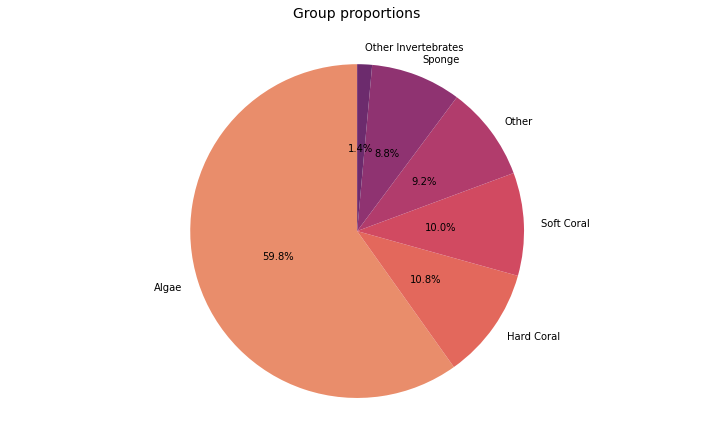 Group proportions
Other Invertebrates
Sponge
Other
1.4%
8.8%
9.2%
Soft Coral
10.0%
59.8%
10.8%
Algae
Hard Coral